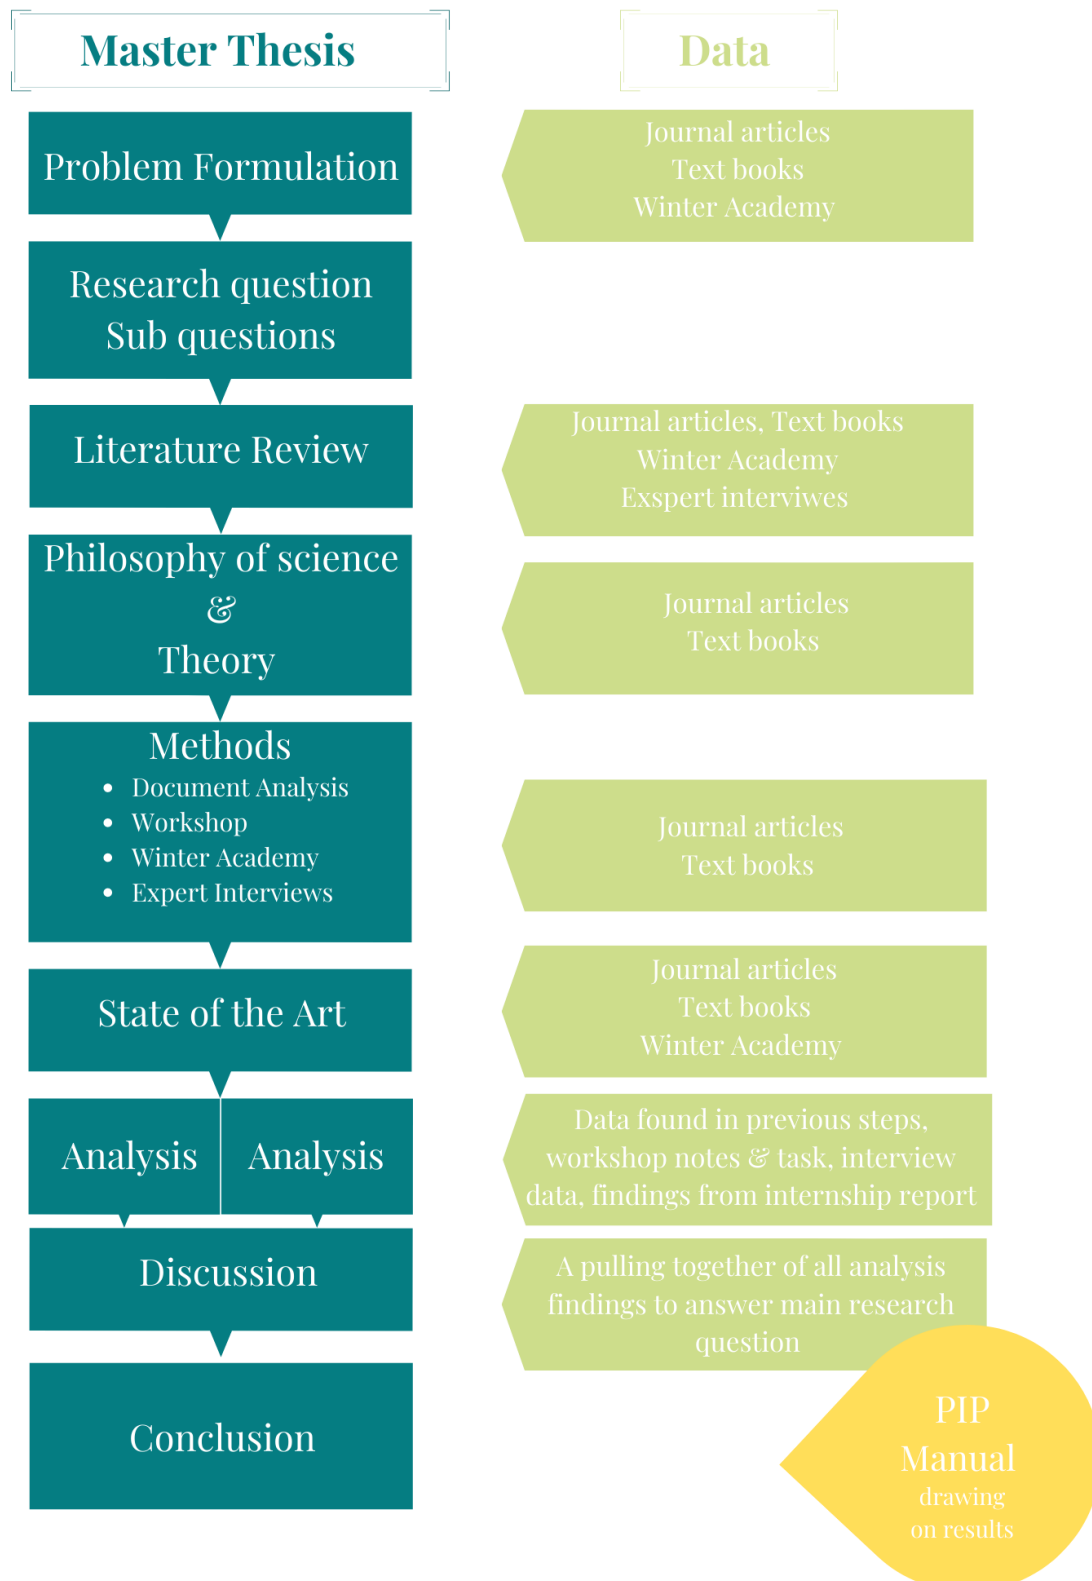 Master Thesis
Data
Problem Formulation
Journal articles
Text books
Winter Academy
Research question
Sub questions
Literature Review
Journal articles, Text books
Winter Academy
Exspert interviwes
Philosophy of science
&
Theory
Journal articles
Text books
Methods
• Document Analysis
• Workshop
• Winter Academy
• Expert Interviews
Journal articles
Text books
State of the Art
Journal articles
Text books
Winter Academy
Analysis
Analysis
Data found in previous steps,
workshop notes & task, interview
data, findings from internship report
Discussion
A pulling together of all analysis
findings to answer main research
question
Conclusion
PIP
Manual
drawing
on results